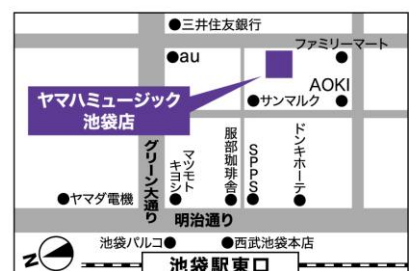 三井住友銀行
ファミリーマート
au
AOKI
サンマルク
ヤマハミュージック
池袋店
グリーン大通り
マツモト
キヨシ
服部珈琲舎
SPPS
ドンキホーテ
ヤマダ電機
明治通り
池袋パルコ
西武池袋本店
池袋駅東口
N